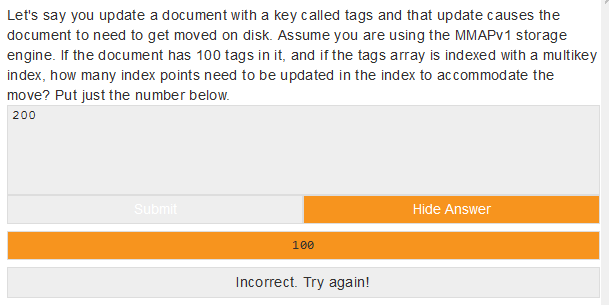 Let's say you update a document with a key called tags and that update causes the
document to need to get moved on disk. Assume you are using the MMAPv1 storage
engine. If the document has 100 tags in it, and if the tags array is indexed with a multikey
index, how many index points need to be updated in the index to accommodate the
move? Put just the number below.
200
Submit
Hide Answer
100
Incorrect. Try again!